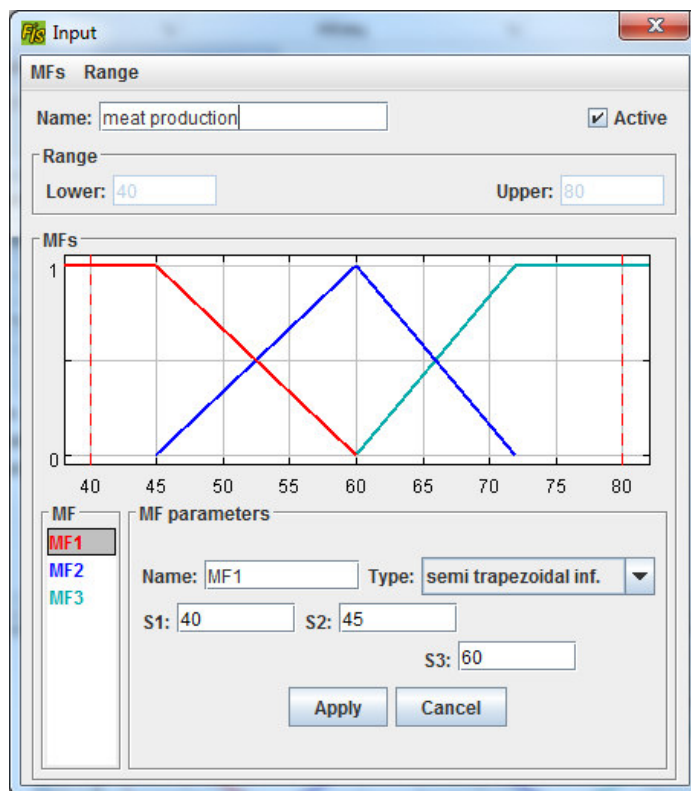 Fis Input
MFs Range
Name: meat production
Active
Range
Lower: 40 Upper: 80
MFs
1
0
40 45 50 55 60 65 70 75 80
MF
MF1
MF2
MF3
MF parameters
Name: MF1 Type: semi trapezoidal inf.
S1: 40 S2: 45
S3: 60
Apply Cancel